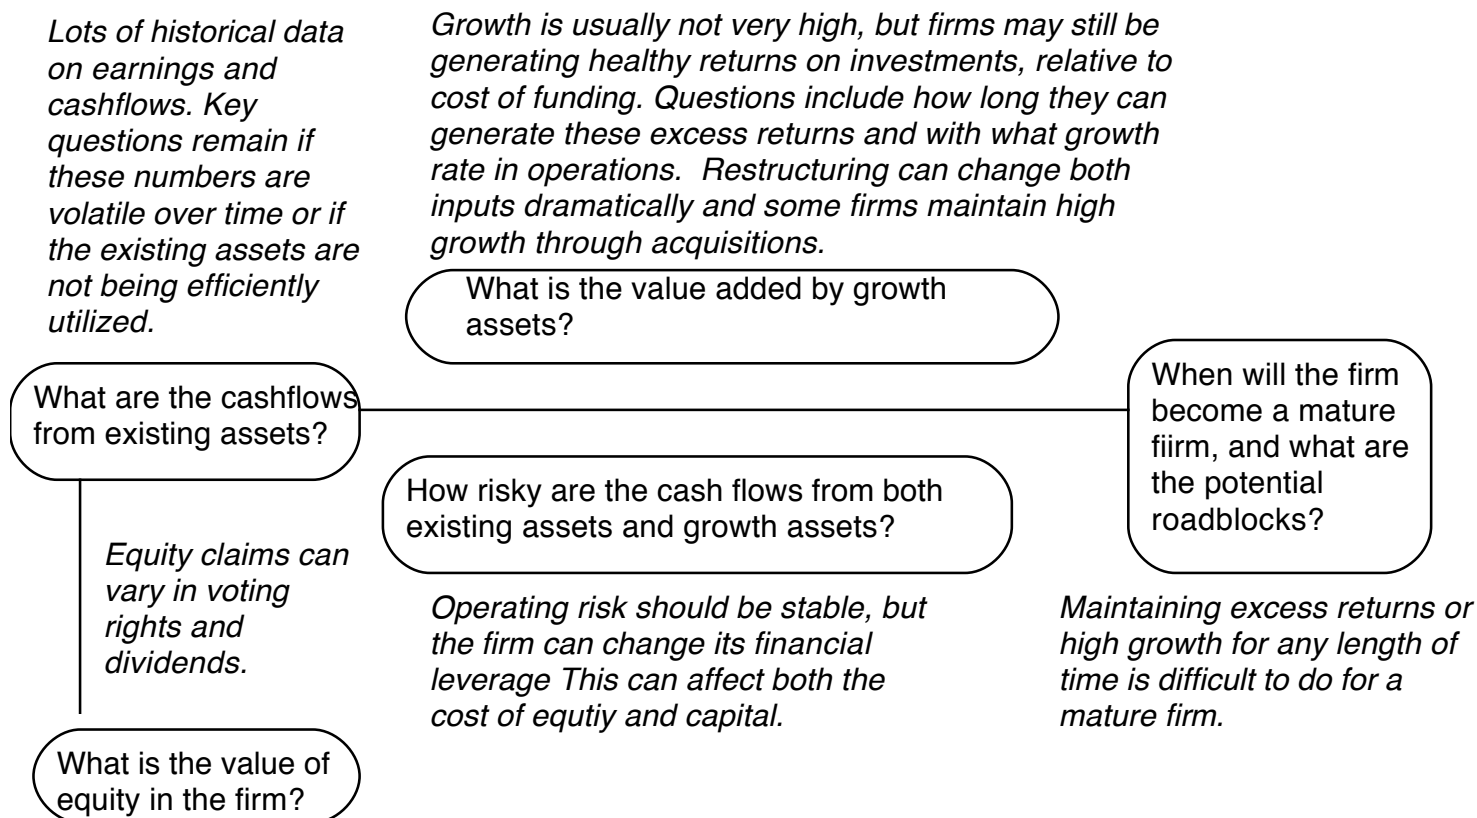 Lots of historical data
on earnings and
cashflows. Key
questions remain if
these numbers are
volatile over time or if
the existing assets are
not being efficiently
utilized.
Growth is usually not very high, but firms may still be
generating healthy returns on investments, relative to
cost of funding. Questions include how long they can
generate these excess returns and with what growth
rate in operations.  Restructuring can change both
inputs dramatically and some firms maintain high
growth through acquisitions.
What is the value added by growth
assets?
What are the cashflows
from existing assets?
When will the firm
become a mature
fiirm, and what are
the potential
roadblocks?
How risky are the cash flows from both
existing assets and growth assets?
Equity claims can
vary in voting
rights and
dividends.
Operating risk should be stable, but
the firm can change its financial
leverage This can affect both the
cost of equtiy and capital.
Maintaining excess returns or
high growth for any length of
time is difficult to do for a
mature firm.
What is the value of
equity in the firm?